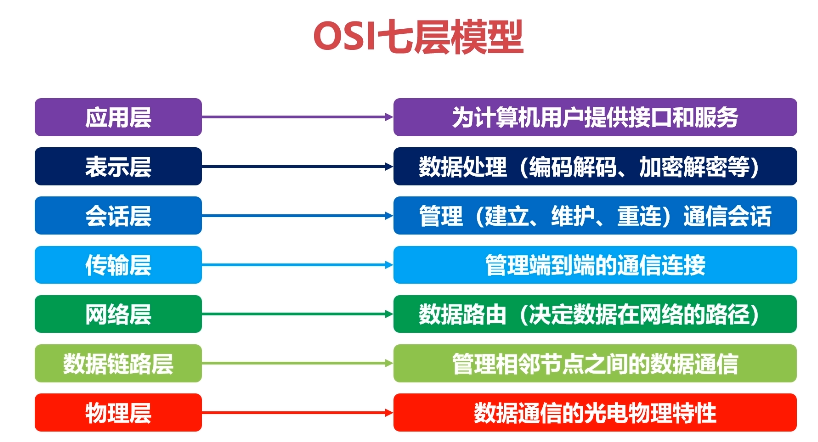 OSI七层模型
应用层 为计算机用户提供接口和服务
表示层 数据处理（编码解码、加密解密等）
会话层 管理（建立、维护、重连）通信会话
传输层 管理端到端的通信连接
网络层 数据路由（决定数据在网络的路径）
数据链路层 管理相邻节点之间的数据通信
物理层 数据通信的光电物理特性